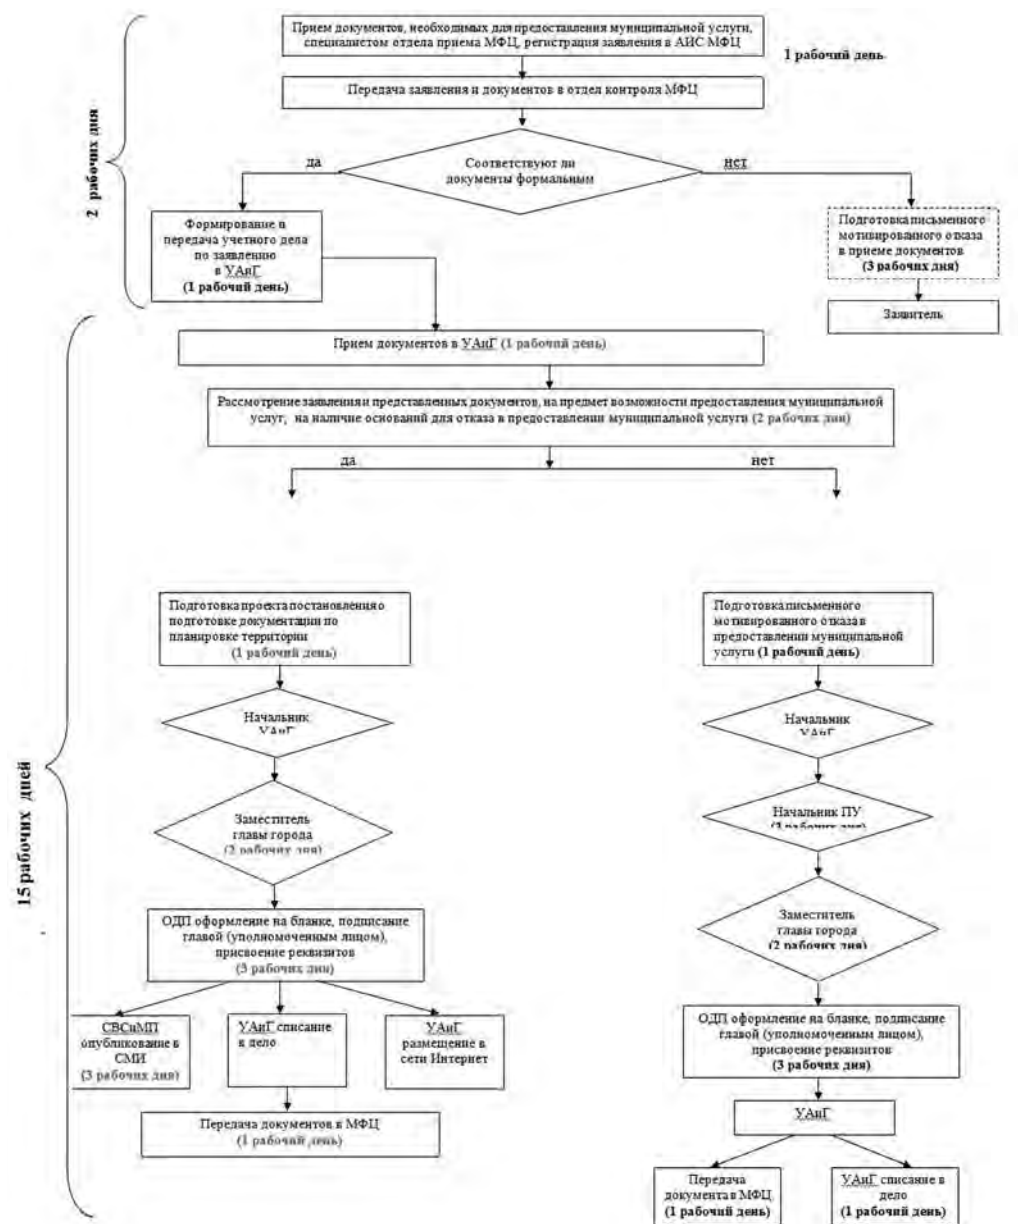 Прием документов, необходимых для предоставления муниципальной услуги,
специалистом отдела приема МФЦ, регистрация заявления в АИС МФЦ
1 рабочий день
Передача заявления и документов в отдел контроля МФЦ
2 рабочих дня
да
Соответствуют ли
документы формальным
нет
Формирование и
передача учетного дела
по заявлению
в УАиГ
(1 рабочий день)
Подготовка письменного
мотивированного отказа
в приеме документов
(3 рабочих дня)
Заявитель
Прием документов в УАиГ (1 рабочий день)
Рассмотрение заявления и представленных документов, на предмет возможности предоставления муниципальной
услуг, на наличие оснований для отказа в предоставлении муниципальной услуги (2 рабочих дня)
да
нет
15 рабочих дней
Подготовка проекта постановления о
подготовке документации по
планировке территории
(1 рабочий день)
Начальник
УАиГ
Заместитель
главы города
(2 рабочих дня)
ОДП оформление на бланке, подписание
главой (уполномоченным лицом),
присвоение реквизитов
(3 рабочих дня)
СВСиМП
опубликование в
СМИ
(3 рабочих дня)
УАиГ списание
в дело
УАиГ
размещение в
сети Интернет
Передача документов в МФЦ
(1 рабочий день)
Подготовка письменного
мотивированного отказа в
предоставлении муниципальной
услуги (1 рабочий день)
Начальник
УАиГ
Начальник ПУ
рабочих дня)
Заместитель
главы города
(2 рабочих дня)
ОДП оформление на бланке, подписание
главой (уполномоченным лицом),
присвоение реквизитов
(3 рабочих дня)
УАиГ
Передача
документа в МФЦ
(1 рабочий день)
УАиГ списание в
дело
(1 рабочий день)